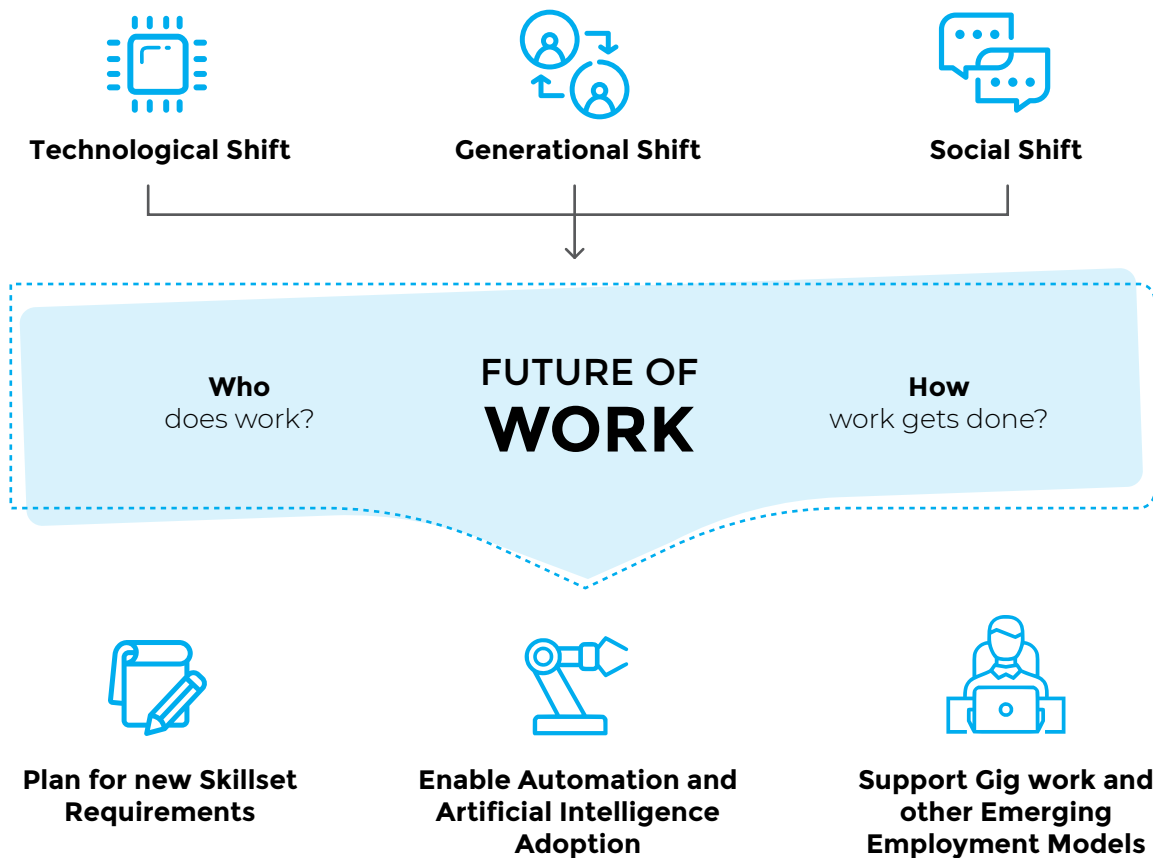 Technological Shift
Generational Shift
Social Shift
Who
does work?
FUTURE OF
WORK
How
work gets done?
Plan for new Skillset
Requirements
Enable Automation and
Artificial Intelligence
Adoption
Support Gig work and
other Emerging
Employment Models